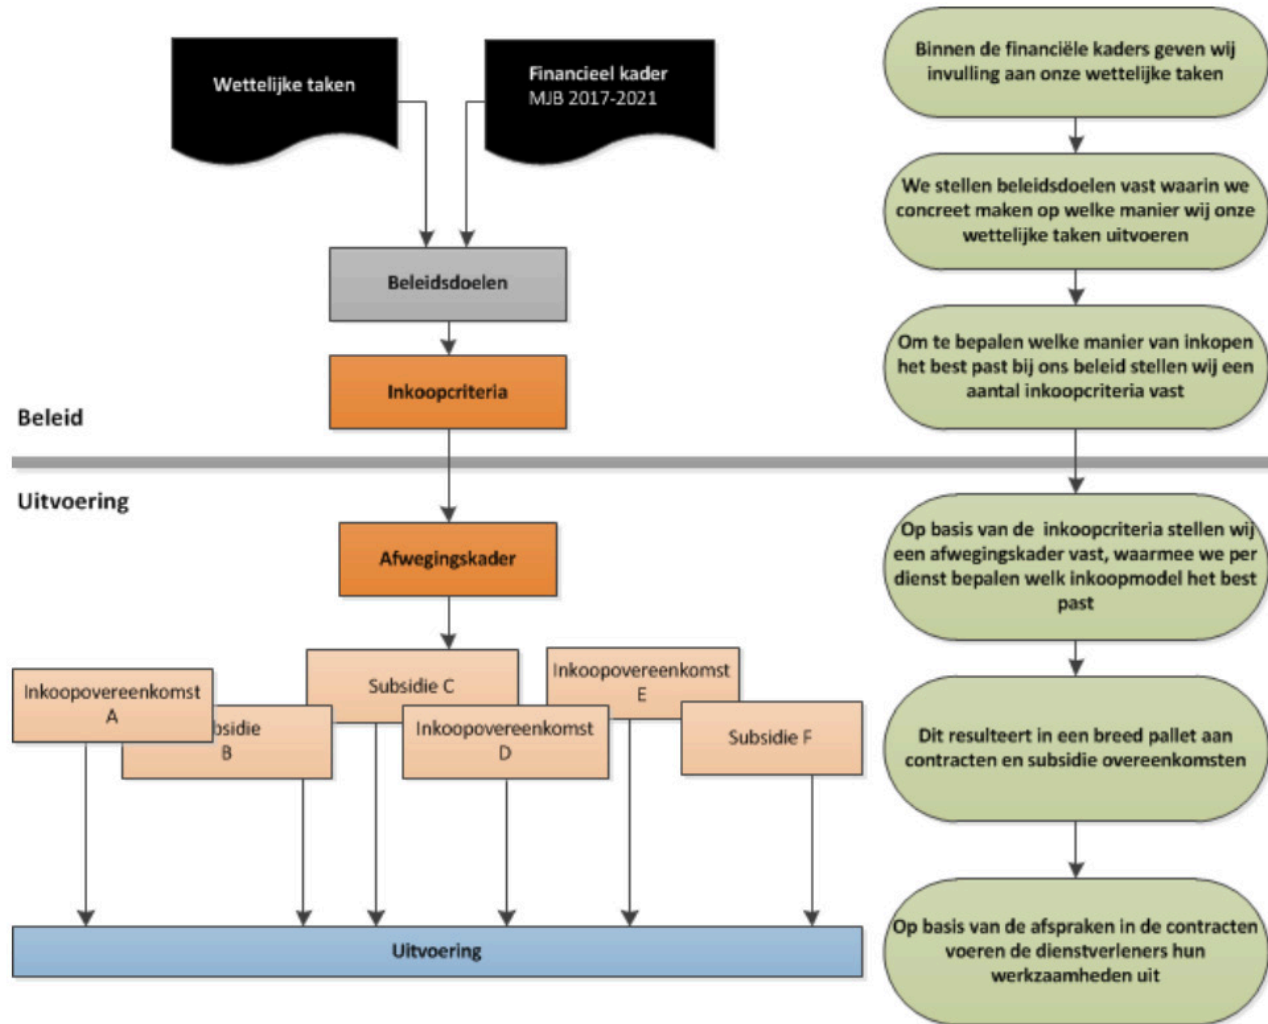 Wettelijke taken
Financieel kader
MJB 2017-2021
Beleidsdoelen
Inkoopcriteria
Beleid
Uitvoering
Afwegingskader
Inkoopovereenkomst
A
bsidie
B
Subsidie C
Inkoopovereenkomst
D
Inkoopovereenkomst
E
Subsidie F
Uitvoering
Binnen de financiële kaders geven wij
invulling aan onze wettelijke taken
We stellen beleidsdoelen vast waarin we
concreet maken op welke manier wij onze
wettelijke taken uitvoeren
Om te bepalen welke manier van inkopen
het best past bij ons beleid stellen wij een
aantal inkoopcriteria vast
Op basis van de inkoopcriteria stellen wij
een afwegingskader vast, waarmee we per
dienst bepalen welk inkoopmodel het best
past
Dit resulteert in een breed pallet aan
contracten en subsidie overeenkomsten
Op basis van de afspraken in de contracten
voeren de dienstverleners hun
werkzaamheden uit